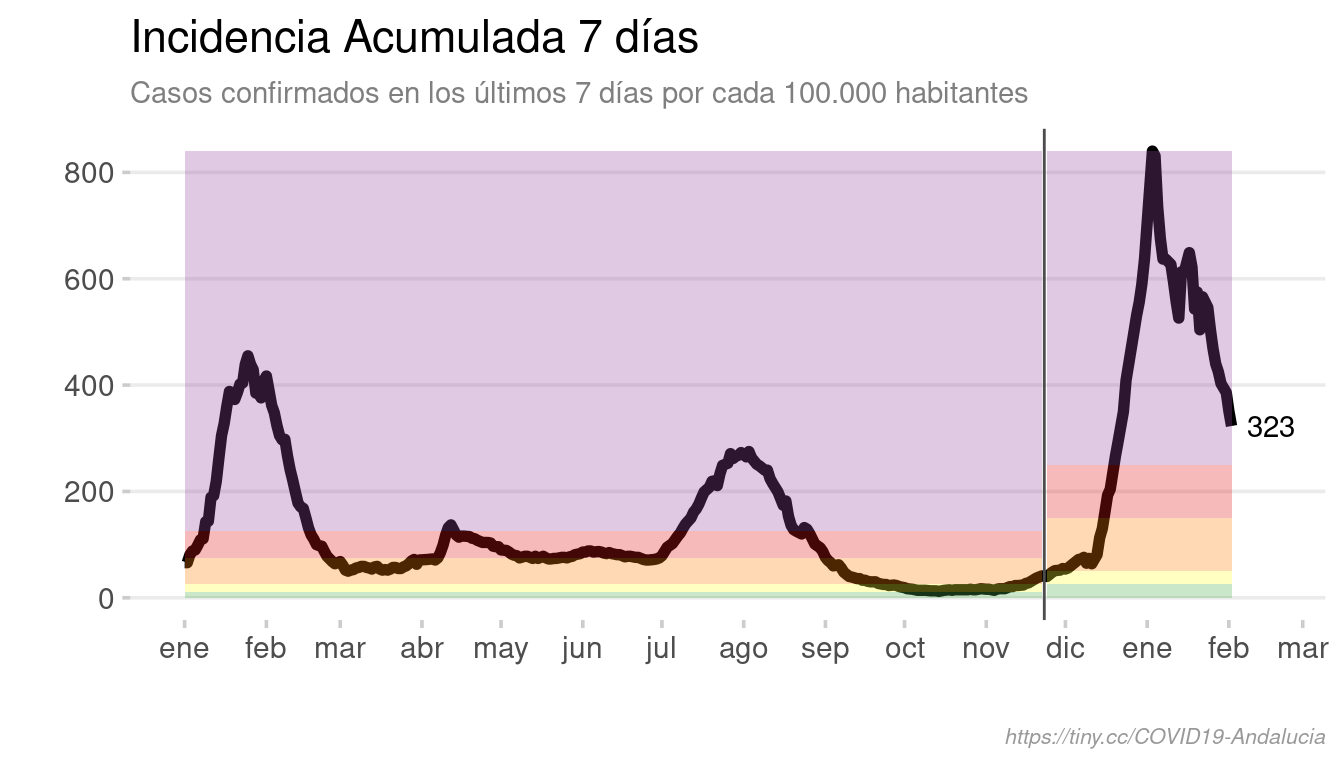 Incidencia Acumulada 7 días
Casos confirmados en los últimos 7 días por cada 100.000 habitantes
800
600
400
200
0
323
ene feb mar abr may jun jul ago sep oct nov dic ene feb mar
https://tiny.cc/COVID19-Andalucia